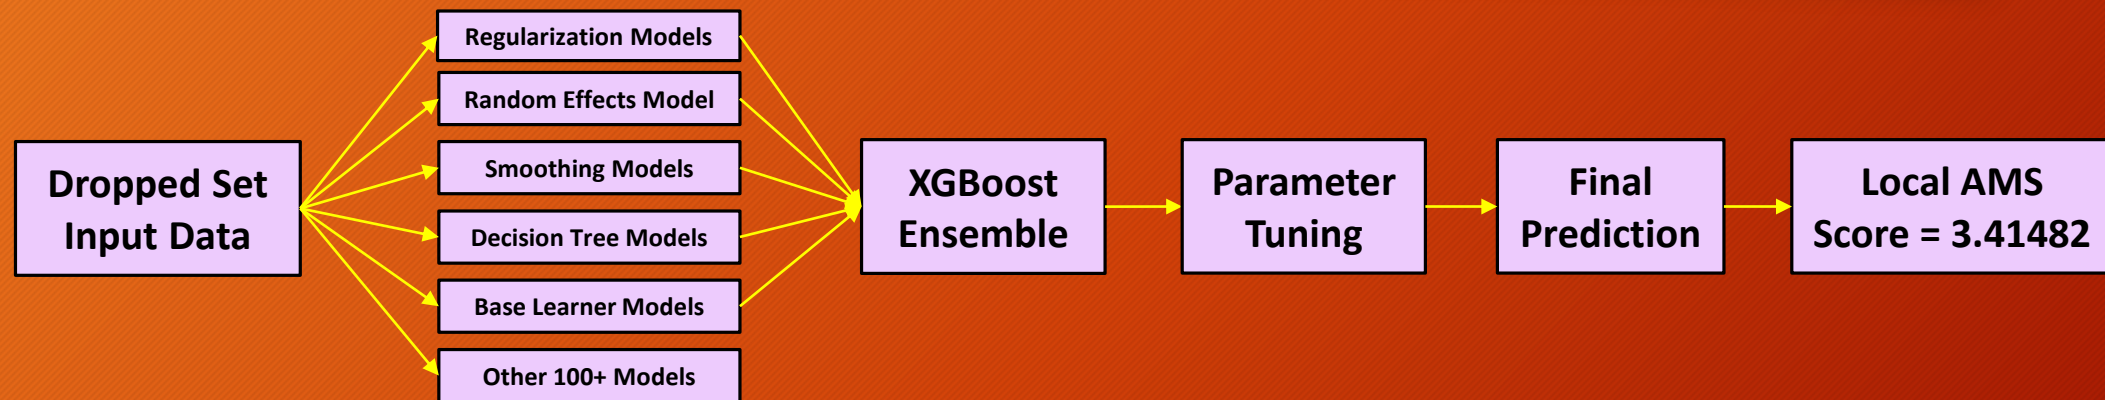 Dropped Set
Input Data
Regularization Models
Random Effects Model
Smoothing Models
Decision Tree Models
Base Learner Models
Other 100+ Models
XGBoost
Ensemble
Parameter
Tuning
Final
Prediction
Local AMS
Score = 3.41482